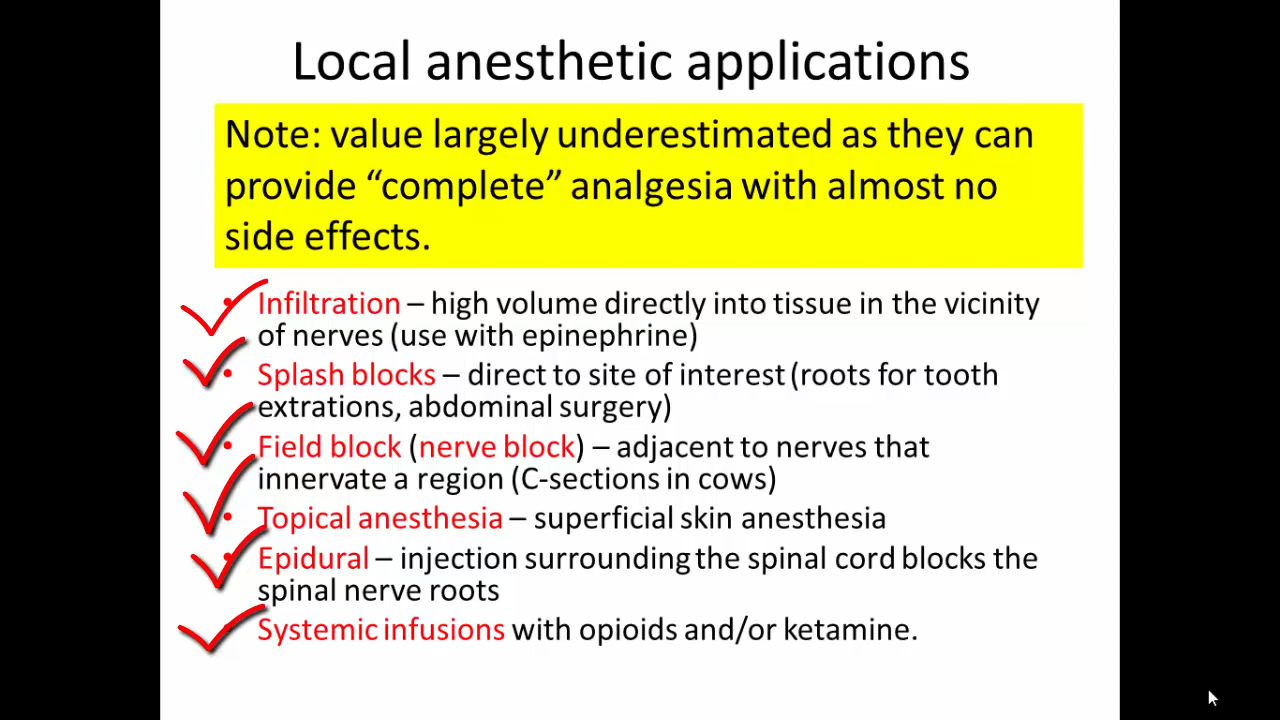 Local anesthetic applications
Note: value largely underestimated as they can
provide “complete” analgesia with almost no
side effects.
• Infiltration – high volume directly into tissue in the vicinity
of nerves (use with epinephrine)
• Splash blocks – direct to site of interest (roots for tooth
extrations, abdominal surgery)
• Field block (nerve block) – adjacent to nerves that
innervate a region (C-sections in cows)
• Topical anesthesia – superficial skin anesthesia
• Epidural – injection surrounding the spinal cord blocks the
spinal nerve roots
• Systemic infusions with opioids and/or ketamine.